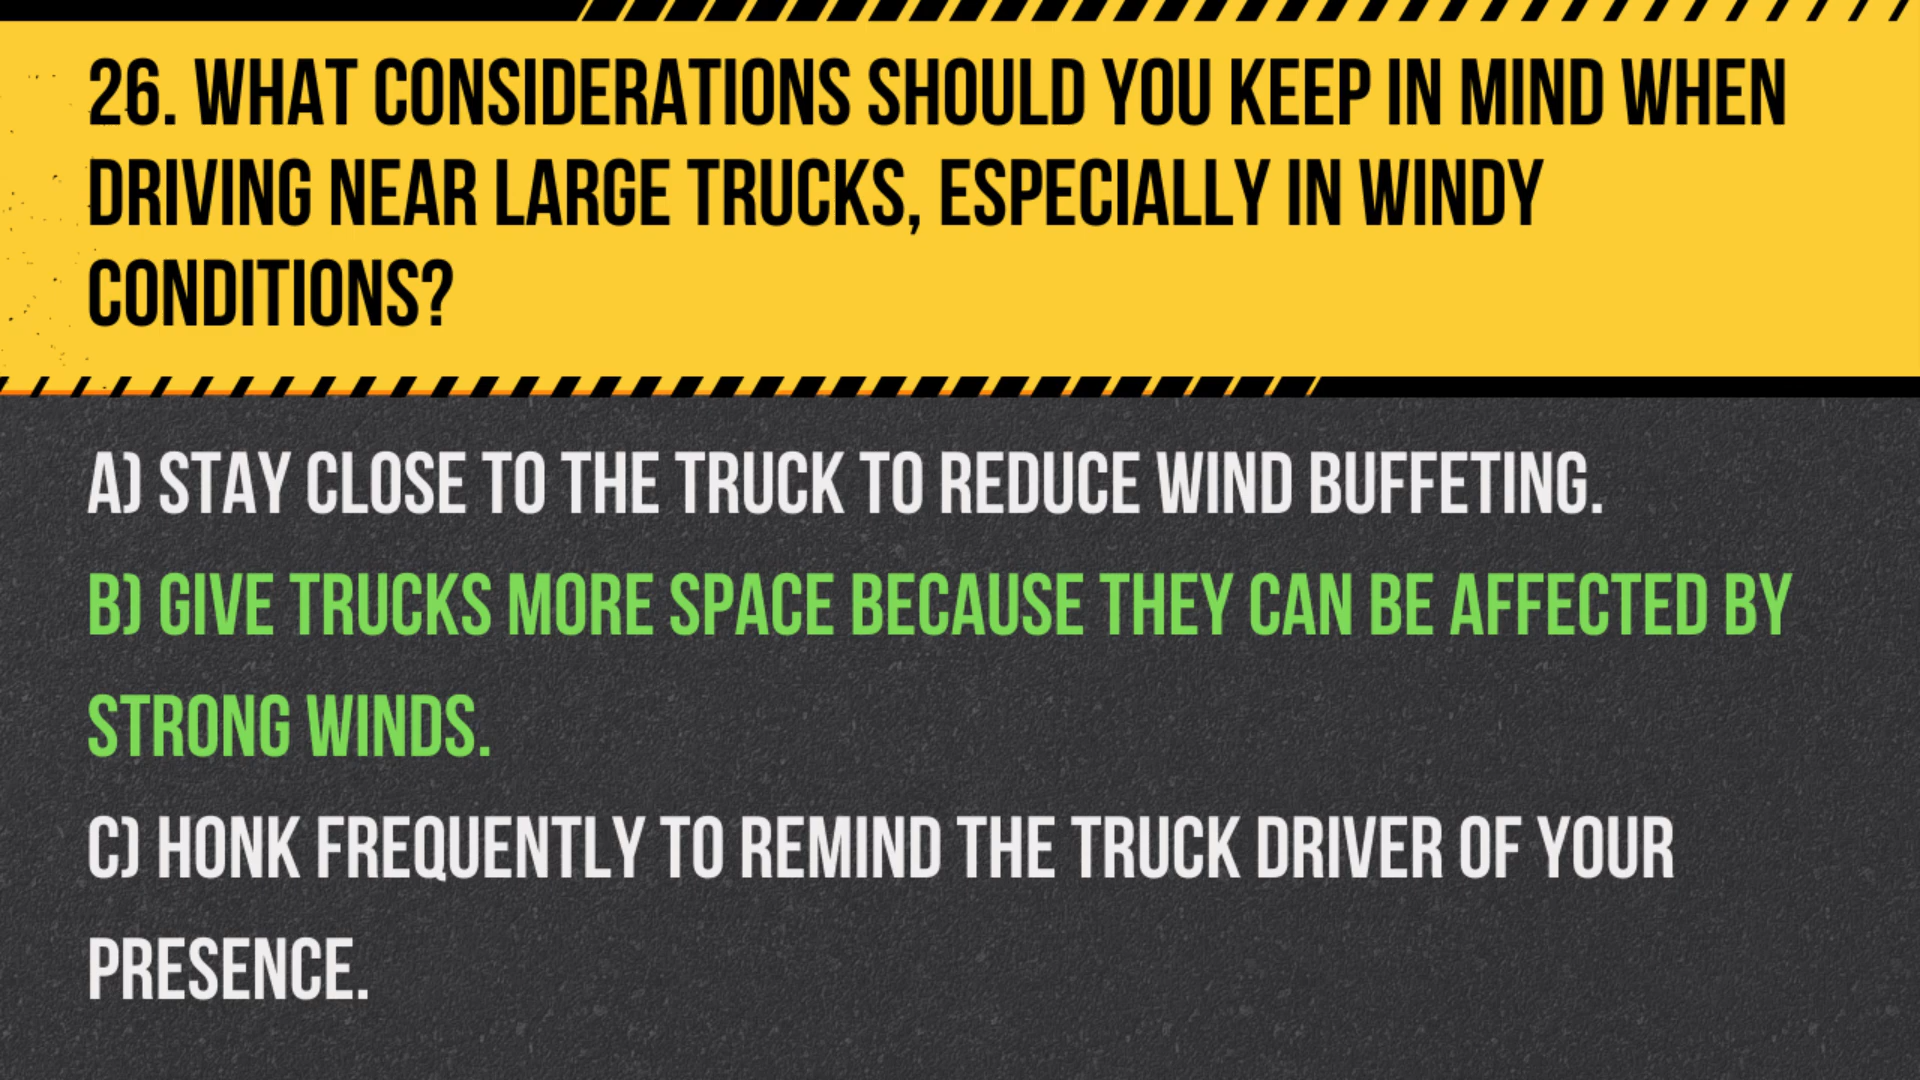 26. WHAT CONSIDERATIONS SHOULD YOU KEEP IN MIND WHEN
DRIVING NEAR LARGE TRUCKS, ESPECIALLY IN WINDY
CONDITIONS?
A) STAY CLOSE TO THE TRUCK TO REDUCE WIND BUFFETING.
B) GIVE TRUCKS MORE SPACE BECAUSE THEY CAN BE AFFECTED BY
STRONG WINDS.
C) HONK FREQUENTLY TO REMIND THE TRUCK DRIVER OF YOUR
PRESENCE.